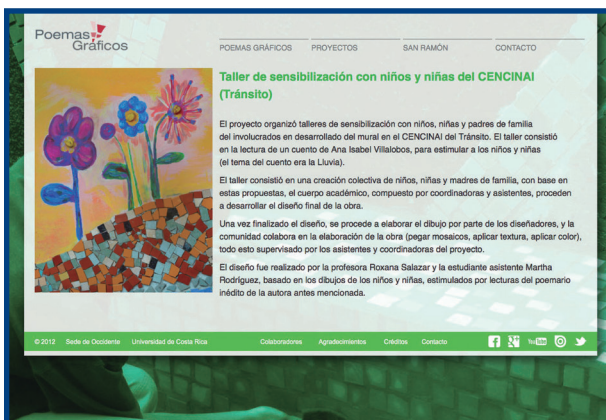 Poemas
Gráficos
POEMAS GRÁFICOS PROYECTOS SAN RAMÓN CONTACTO
Taller de sensibilización con niños y niñas del CENCINAI
(Tránsito)
El proyecto organizó talleres de sensibilización con niños, niñas y padres de familia
del involucrados en desarrollado del mural en el CENCINAI del Tránsito. El taller consistió
en la lectura de un cuento de Ana Isabel Villalobos, para estimular a los niños y niñas
(el tema del cuento era la Lluvia).
El taller consistió en una creación colectiva de niños, niñas y madres de familia, con base en
estas propuestas, el cuerpo académico, compuesto por coordinadoras y asistentes, proceden
a desarrollar el diseño final de la obra.
Una vez finalizado el diseño, se procede a elaborar el dibujo por parte de los diseñadores, y la
comunidad colabora en la elaboración de la obra (pegar mosaicos, aplicar textura, aplicar color),
todo esto supervisado por los asistentes y coordinadoras del proyecto.
El diseño fue realizado por la profesora Roxana Salazar y la estudiante asistente Martha
Rodríguez, basado en los dibujos de los niños y niñas, estimulados por lecturas del poemario
inédito de la autora antes mencionada.
© 2012 Sede de Occidente Universidad de Costa Rica Colaboradores Agradecimientos Créditos Contacto YouTube